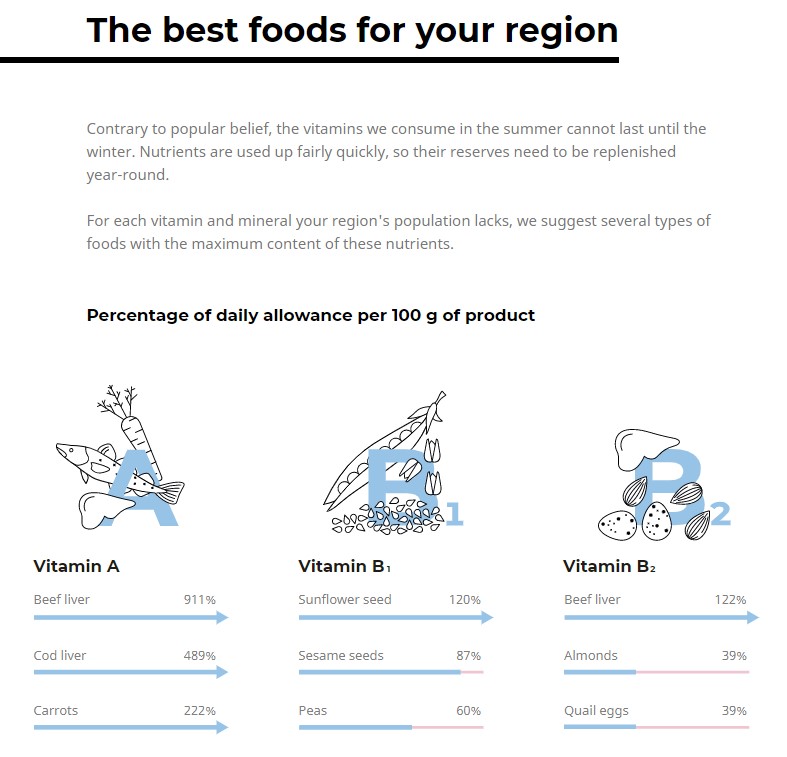 The best foods for your region
Contrary to popular belief, the vitamins we consume in the summer cannot last until the
winter. Nutrients are used up fairly quickly, so their reserves need to be replenished
year-round.
For each vitamin and mineral your region's population lacks, we suggest several types of
foods with the maximum content of these nutrients.
Percentage of daily allowance per 100 g of product
A
B1
B2
Vitamin A
Beef liver 911%
Cod liver 489%
Carrots 222%
Vitamin B₁
Sunflower seed 120%
Sesame seeds 87%
Peas 60%
Vitamin B₂
Beef liver 122%
Almonds 39%
Quail eggs 39%